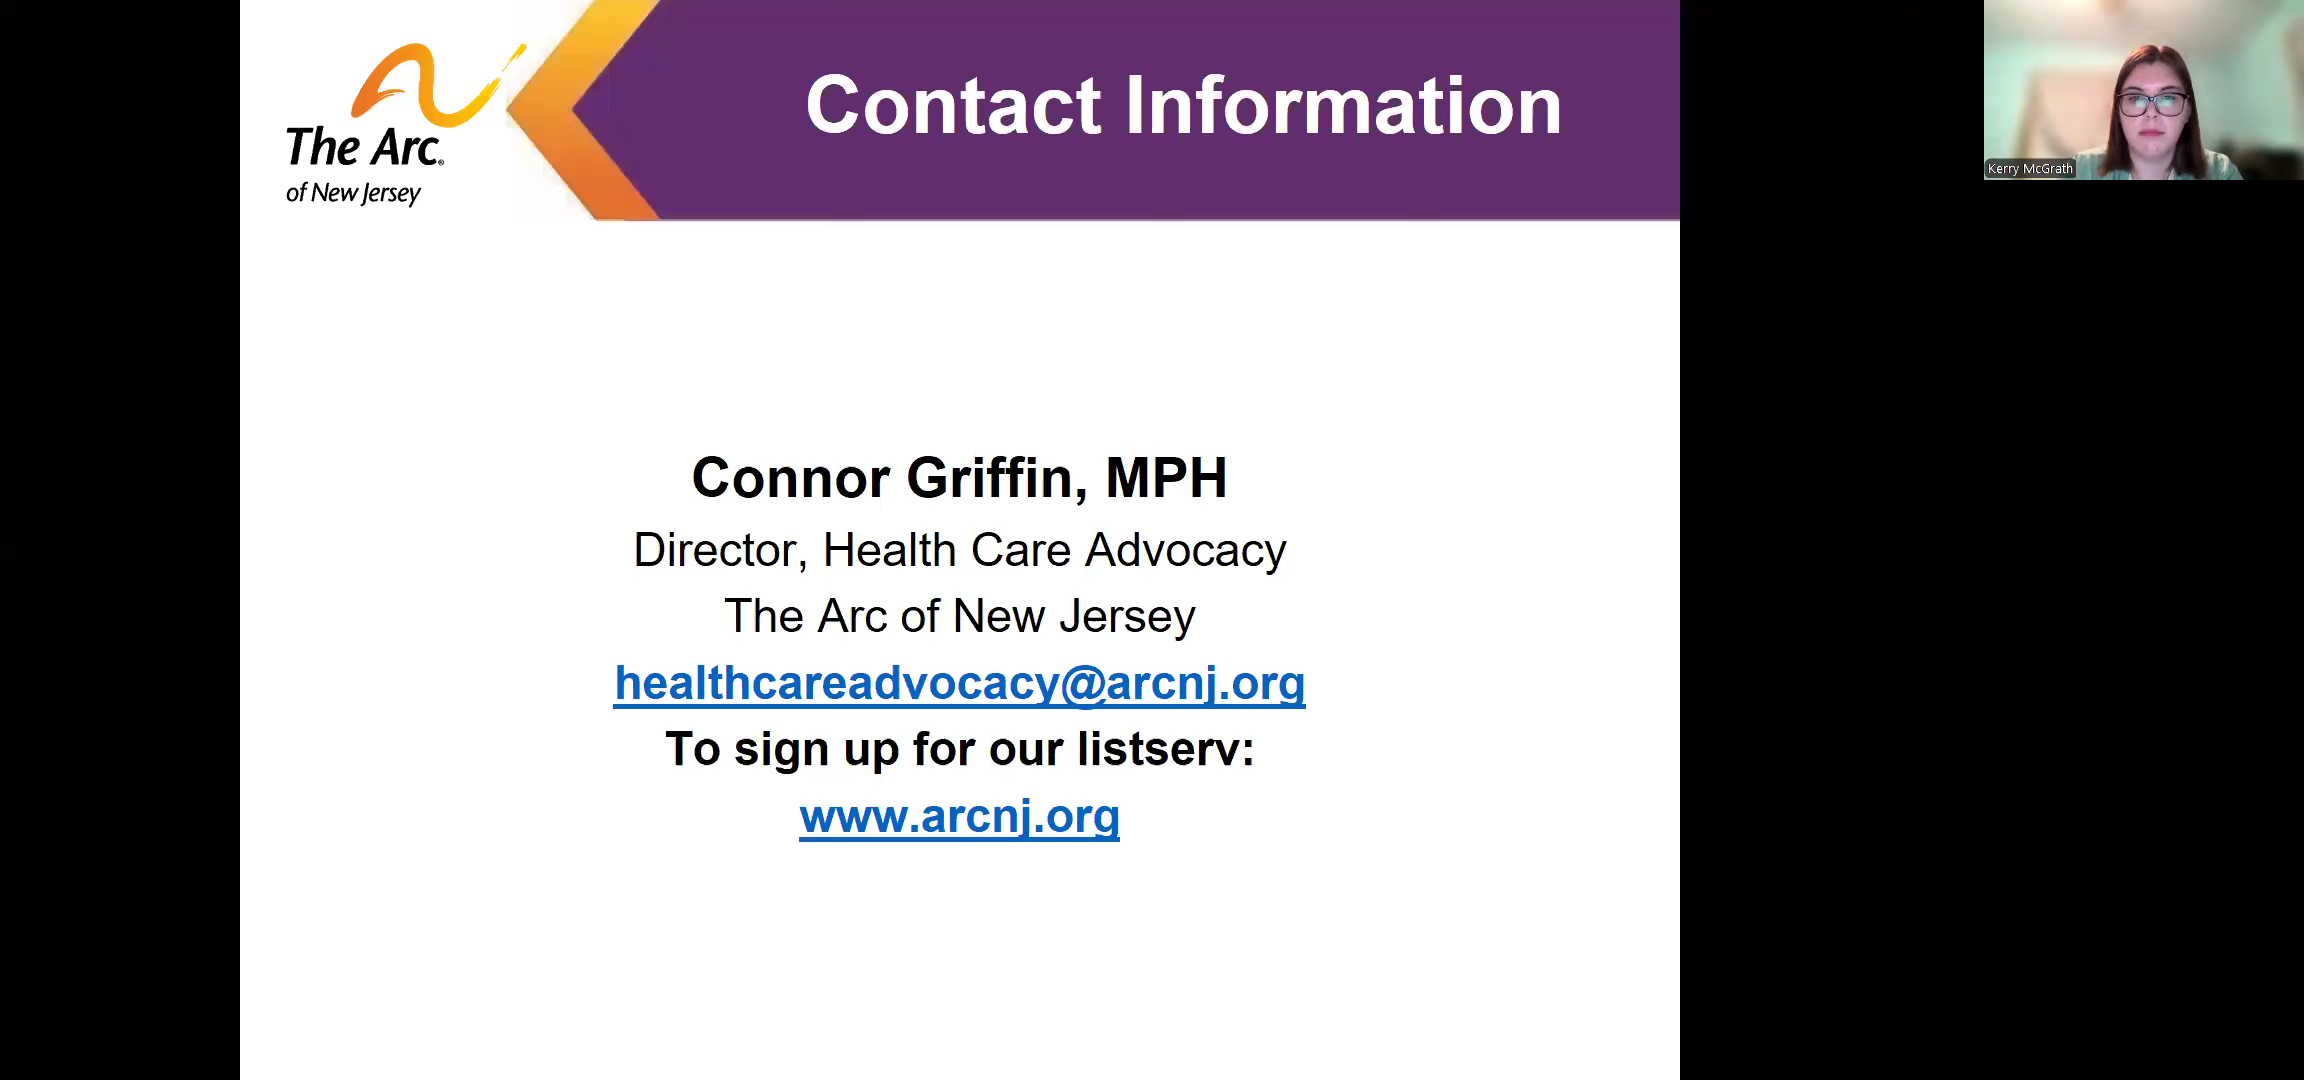 The Arc®
of New Jersey
Contact Information
Kerry McGrath
Connor Griffin, MPH
Director, Health Care Advocacy
The Arc of New Jersey
healthcareadvocacy@arcnj.org
To sign up for our listserv:
www.arcnj.org